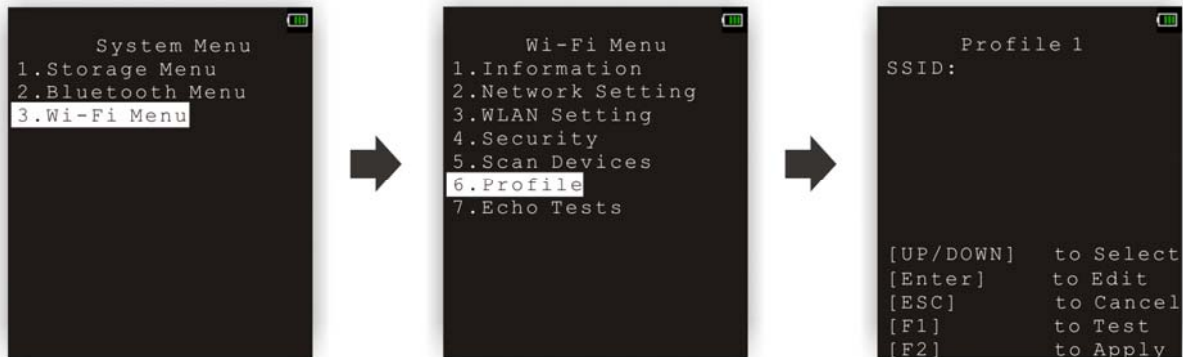 System Menu
1.Storage Menu
2.Bluetooth Menu
3.Wi-Fi Menu
Wi-Fi Menu
1.Information
2.Network Setting
3.WLAN Setting
4.Security
5.Scan Devices
6.Profile
7.Echo Tests
Profile 1
SSID:
[UP/DOWN] to Select
[Enter] to Edit
[ESC] to Cancel
[F1] to Test
[F2] to Apply